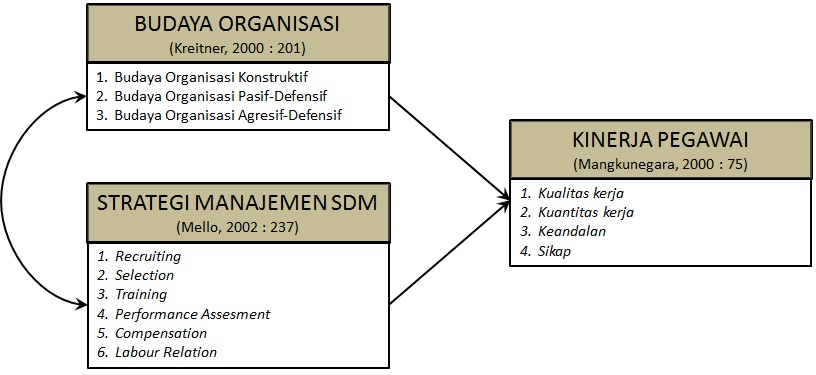 BUDAYA ORGANISASI
(Kreitner, 2000 : 201)
1. Budaya Organisasi Konstruktif
2. Budaya Organisasi Pasif-Defensif
3. Budaya Organisasi Agresif-Defensif
STRATEGI MANAJEMEN SDM
(Mello, 2002 : 237)
1. Recruiting
2. Selection
3. Training
4. Performance Assesment
5. Compensation
6. Labour Relation
KINERJA PEGAWAI
(Mangkunegara, 2000 : 75)
1. Kualitas kerja
2. Kuantitas kerja
3. Keandalan
4. Sikap